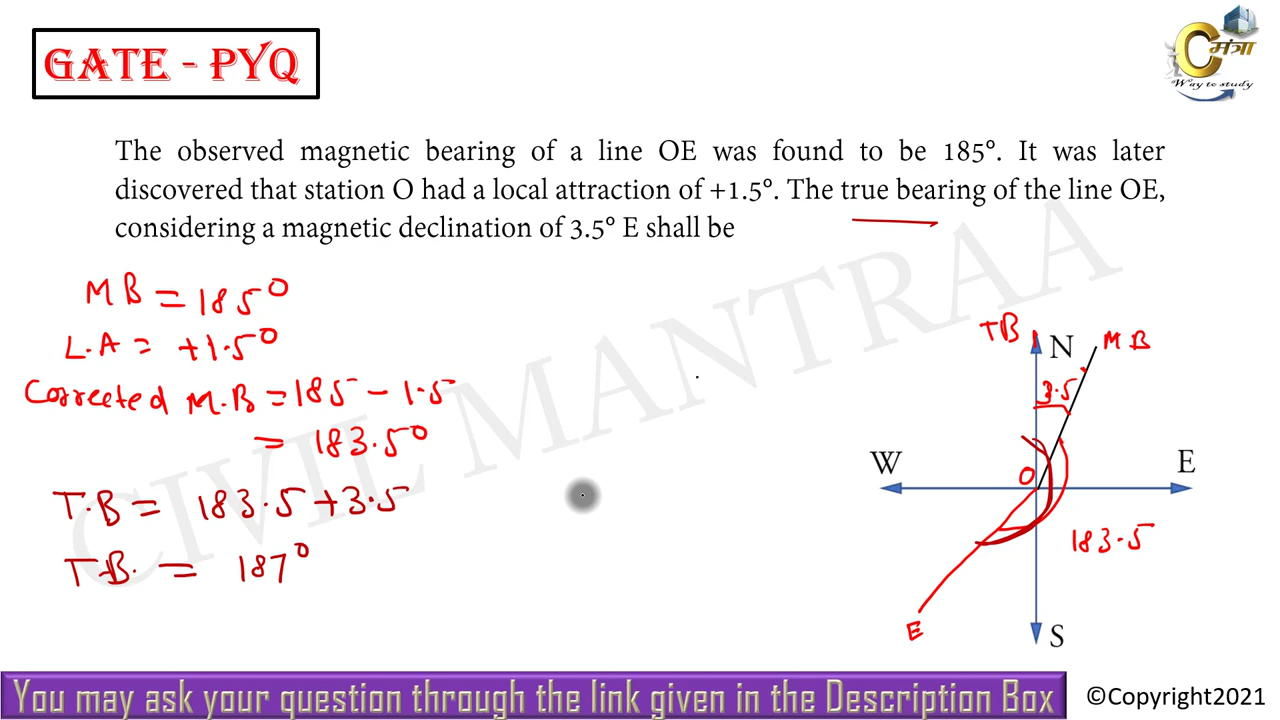 GATE - PYQ
C मंत्रा
Way to study
The observed magnetic bearing of a line OE was found to be 185°. It was later
discovered that station O had a local attraction of +1.5°. The true bearing of the line OE,
considering a magnetic declination of 3.5° E shall be
MB = 185°
L.A = +1.5°
Corrected M.B = 185 - 1.5
= 183.5°
T.B = 183.5 + 3.5
T.B. = 187°
TB N MB
3.5
W O E
183.5
E
S
CIVIL MANTRAA
You may ask your question through the link given in the Description Box
©Copyright2021